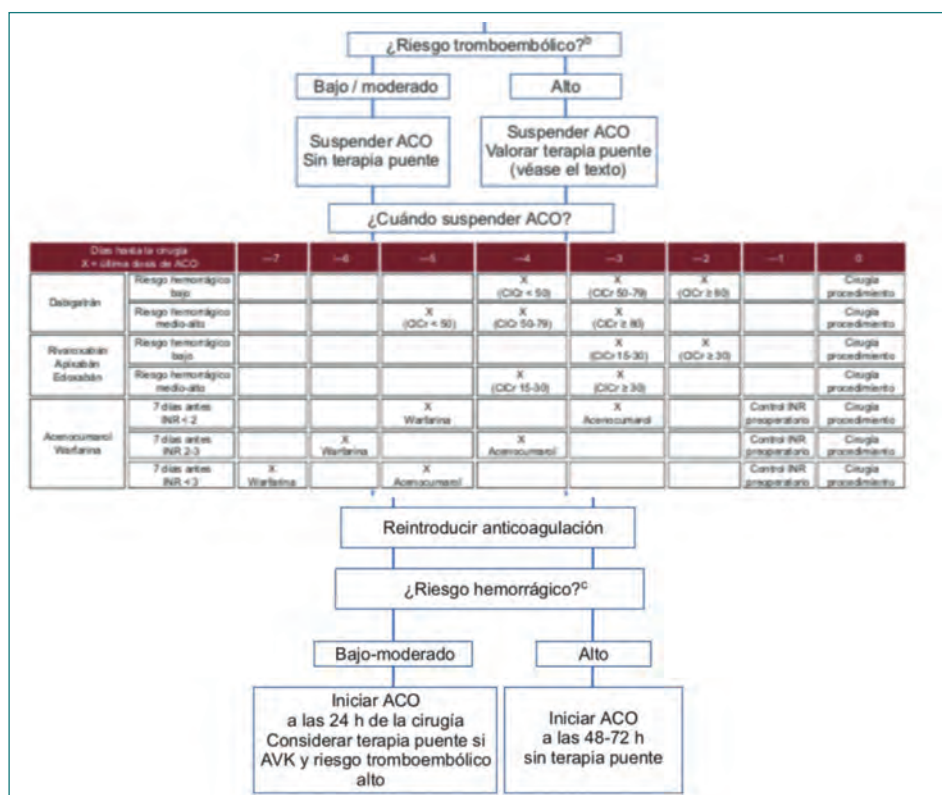 ¿Riesgo tromboembólico?ᵇ
Bajo / moderado
Alto
Suspender ACO
Sin terapia puente
Suspender ACO
Valorar terapia puente
(véase el texto)
¿Cuándo suspender ACO?
Días hasta la cirugía
X = última dosis de ACO
—7
—6
—5
—4
—3
—2
—1
0
Dabigatrán
Riesgo hemorrágico
bajo
X
(ClCr < 50)
X
(ClCr 50-79)
X
(ClCr ≥ 80)
Cirugía
procedimiento
Riesgo hemorrágico
medio-alto
X
(ClCr < 50)
X
(ClCr 50-79)
X
(ClCr ≥ 80)
Cirugía
procedimiento
Rivaroxabán
Apixabán
Edoxabán
Riesgo hemorrágico
bajo
X
(ClCr 15-30)
X
(ClCr ≥ 30)
Cirugía
procedimiento
Riesgo hemorrágico
medio-alto
X
(ClCr 15-30)
X
(ClCr ≥ 30)
Cirugía
procedimiento
Acenocumarol
Warfarina
7 días antes
INR < 2
X
Warfarina
X
Acenocumarol
Control INR
preoperatorio
Cirugía
procedimiento
7 días antes
INR 2-3
X
Warfarina
X
Acenocumarol
Control INR
preoperatorio
Cirugía
procedimiento
7 días antes
INR < 3
X
Warfarina
X
Acenocumarol
Control INR
preoperatorio
Cirugía
procedimiento
Reintroducir anticoagulación
¿Riesgo hemorrágico?ᶜ
Bajo-moderado
Alto
Iniciar ACO
a las 24 h de la cirugía
Considerar terapia puente si
AVK y riesgo tromboembólico
alto
Iniciar ACO
a las 48-72 h
sin terapia puente